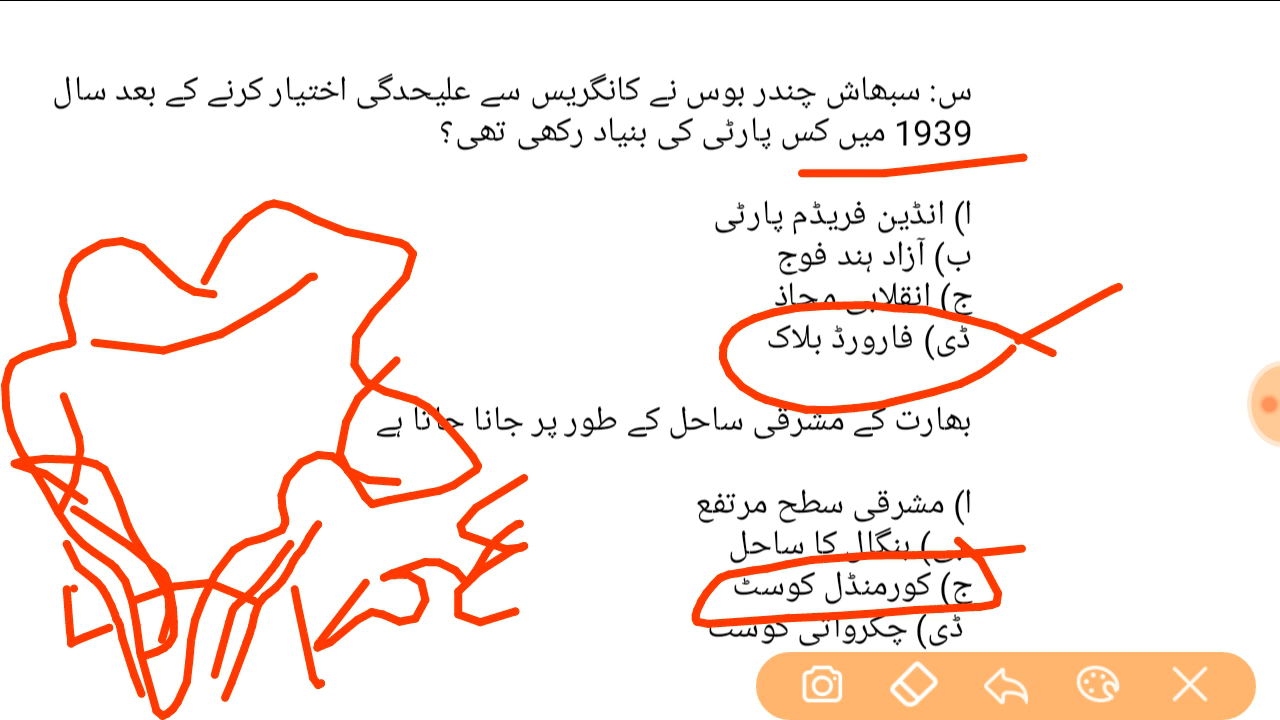 س: سبھاش چندر بوس نے کانگریس سے علیحدگی اختیار کرنے کے بعد سال
1939 میں کس پارٹی کی بنیاد رکھی تھی؟
ا) انڈین فریڈم پارٹی
ب) آزاد ہند فوج
ج) انقلابی محاذ
ڈی) فارورڈ بلاک
بھارت کے مشرقی ساحل کے طور پر جانا جاتا ہے
ا) مشرقی سطح مرتفع
بی) بنگال کا ساحل
ج) کورمنڈل کوسٹ
ڈی) چکرواتی کوسٹ